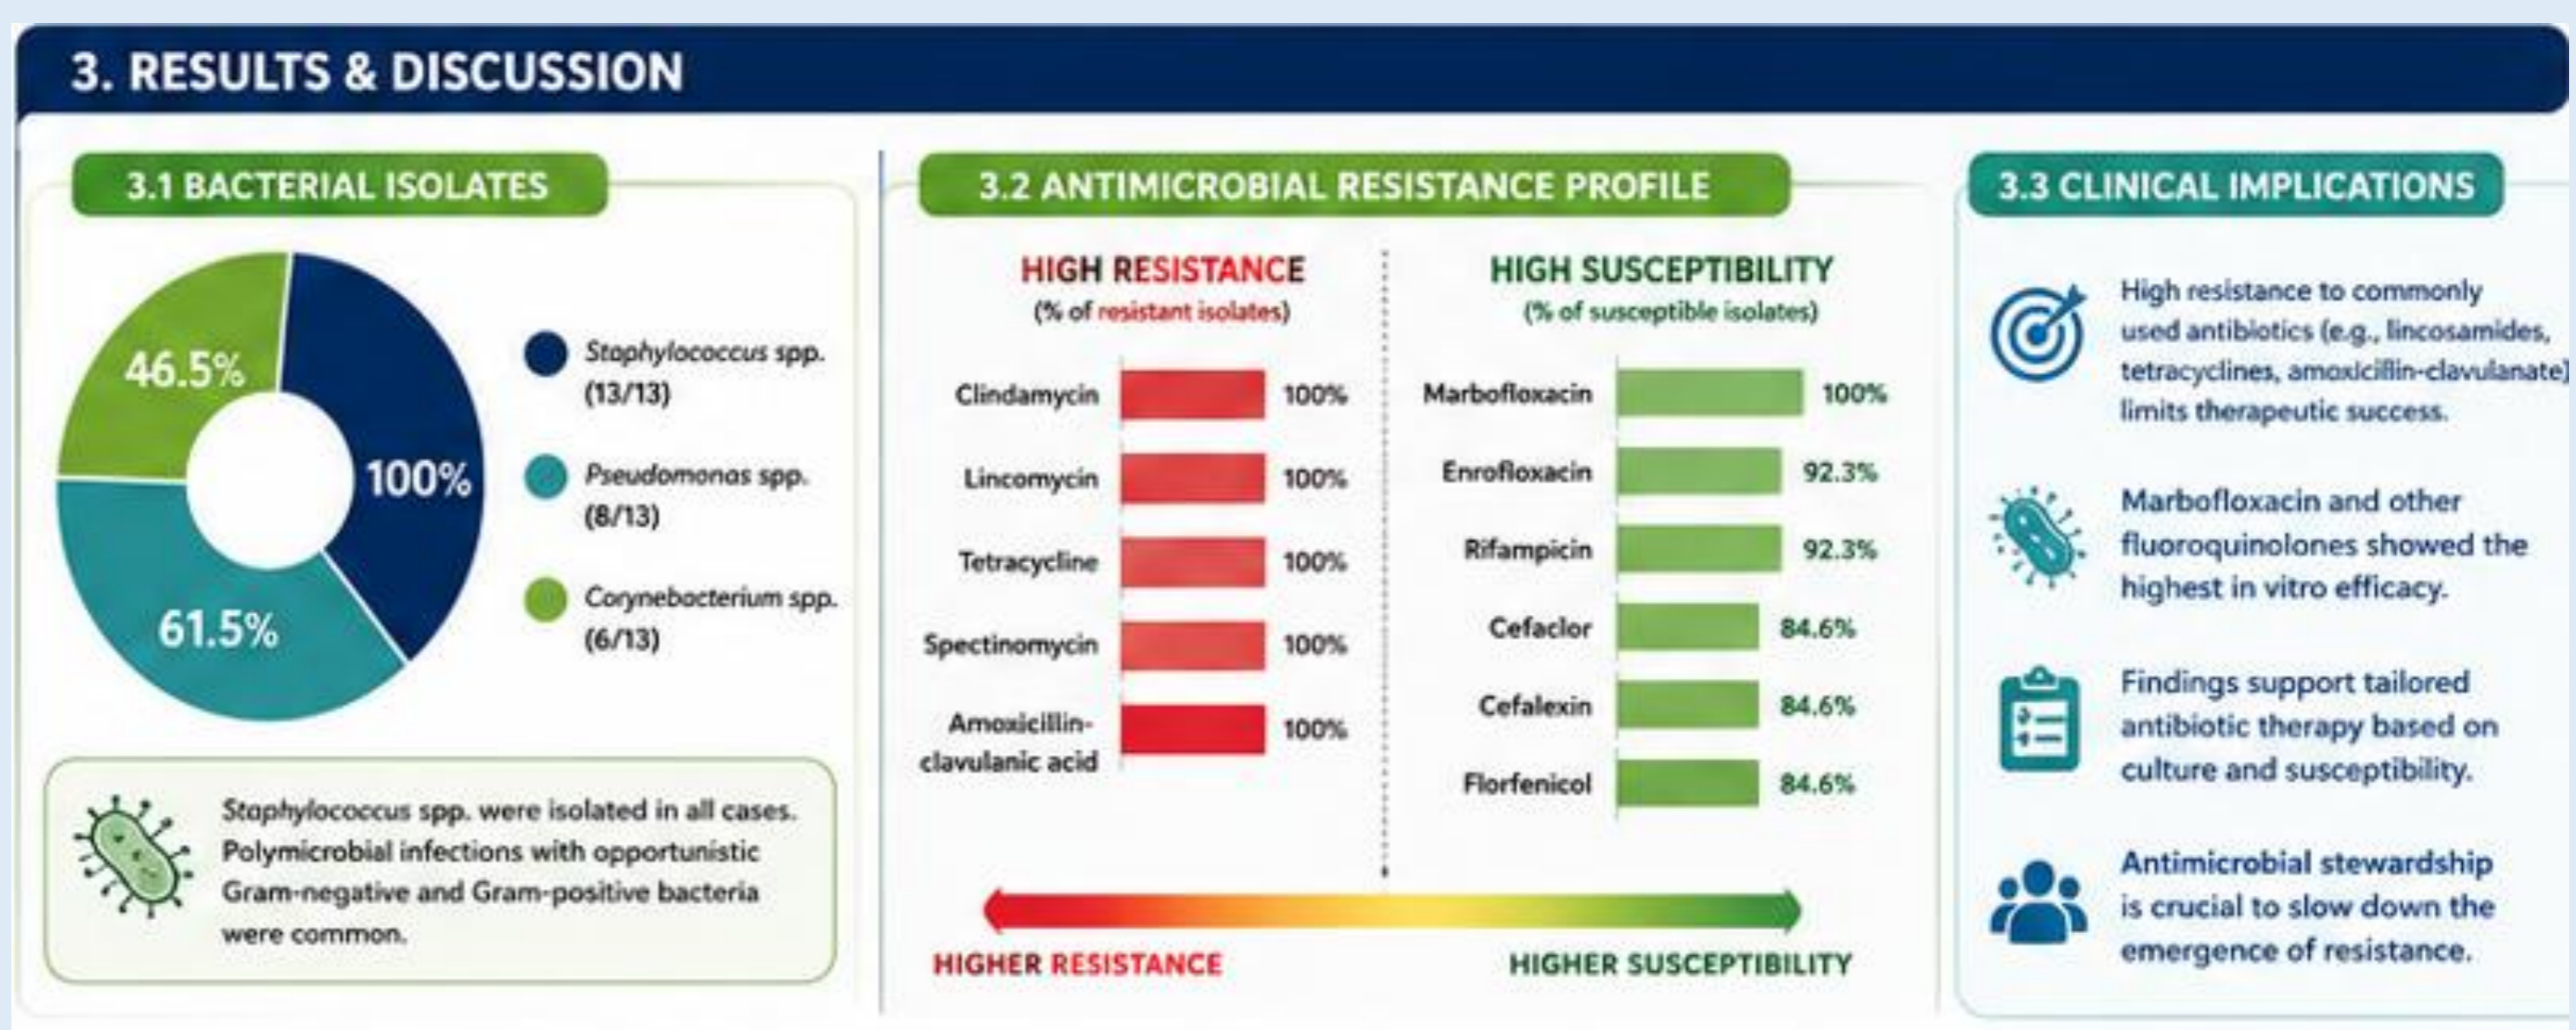 3. RESULTS & DISCUSSION
3.1 BACTERIAL ISOLATES
46.5%
100%
61.5%
Staphylococcus spp.
(13/13)
Pseudomonas spp.
(8/13)
Corynebacterium spp.
(6/13)
Staphylococcus spp. were isolated in all cases.
Polymicrobial infections with opportunistic
Gram-negative and Gram-positive bacteria
were common.
3.2 ANTIMICROBIAL RESISTANCE PROFILE
HIGH RESISTANCE
(% of resistant isolates)
Clindamycin 100%
Lincomycin 100%
Tetracycline 100%
Spectinomycin 100%
Amoxicillin-
clavulanic acid 100%
HIGH SUSCEPTIBILITY
(% of susceptible isolates)
Marbofloxacin 100%
Enrofloxacin 92.3%
Rifampicin 92.3%
Cefaclor 84.6%
Cefalexin 84.6%
Florfenicol 84.6%
HIGHER RESISTANCE
HIGHER SUSCEPTIBILITY
3.3 CLINICAL IMPLICATIONS
High resistance to commonly
used antibiotics (e.g., lincosamides,
tetracyclines, amoxicillin-clavulanate)
limits therapeutic success.
Marbofloxacin and other
fluoroquinolones showed the
highest in vitro efficacy.
Findings support tailored
antibiotic therapy based on
culture and susceptibility.
Antimicrobial stewardship
is crucial to slow down the
emergence of resistance.